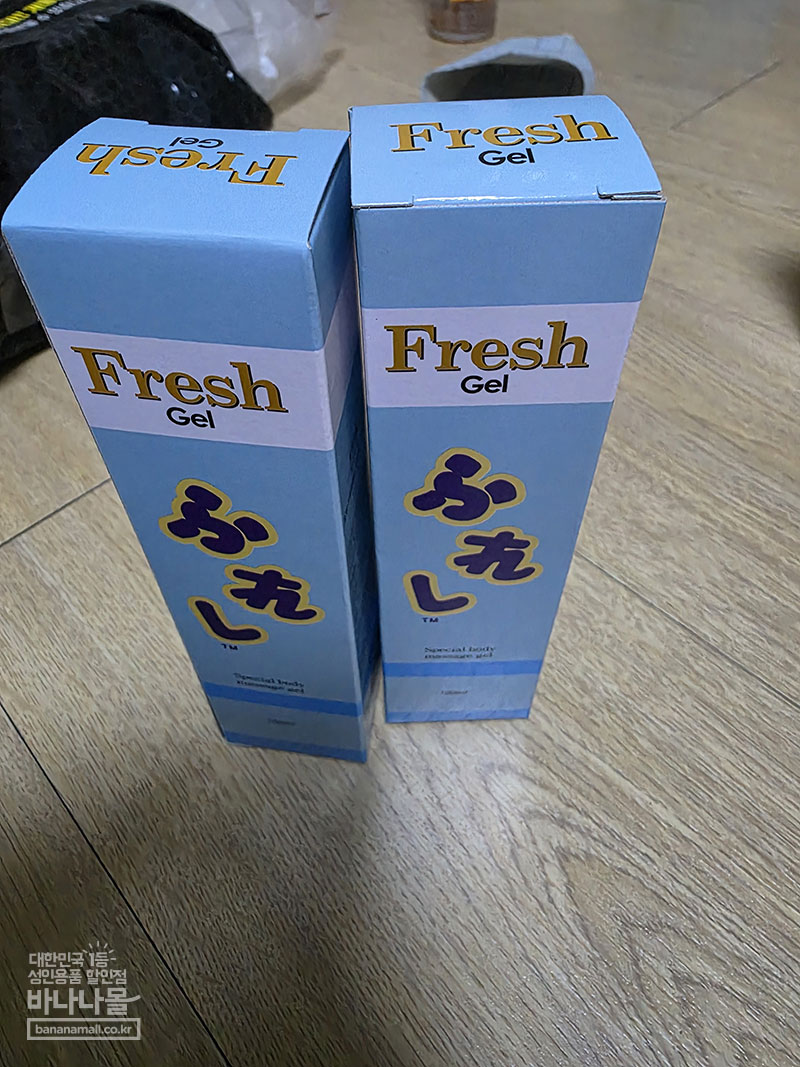 Fresh
Gel
Fresh
Gel
Fresh
Gel
ふ
れ
し
TM
Special body
massage gel
Fresh
Gel
ふ
れ
し
TM
Special body
massage gel
대한민국 1등
성인용품 할인점
바나나몰
bananamall.co.kr